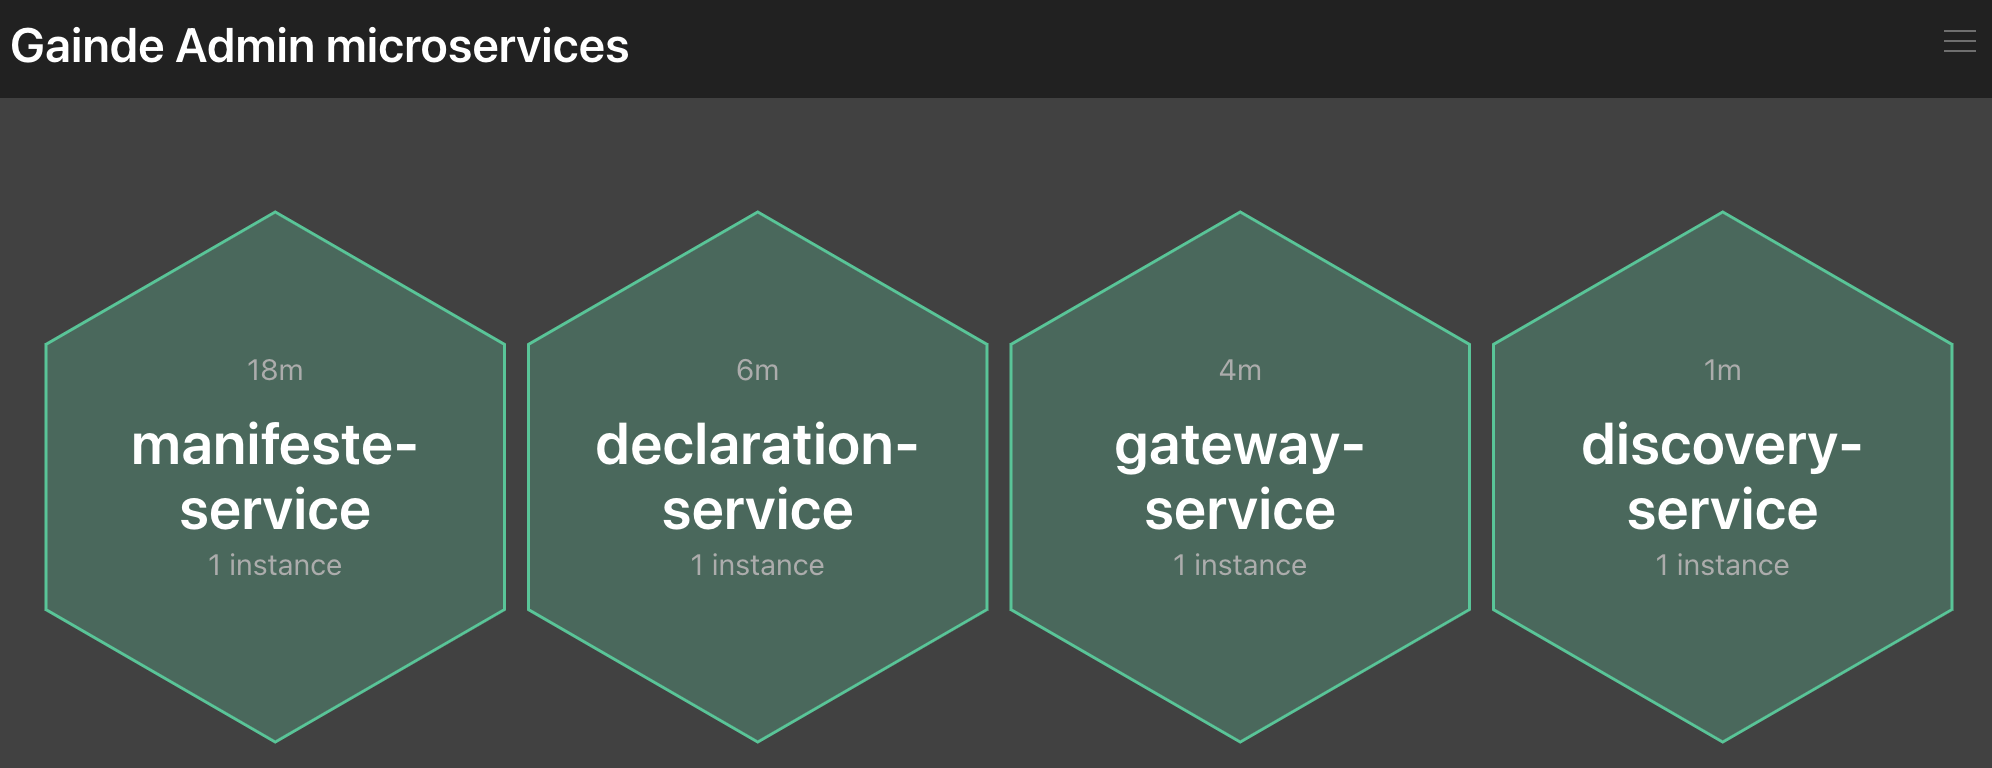 Gainde Admin microservices
18m
manifeste-
service
1 instance
6m
declaration-
service
1 instance
4m
gateway-
service
1 instance
1m
discovery-
service
1 instance